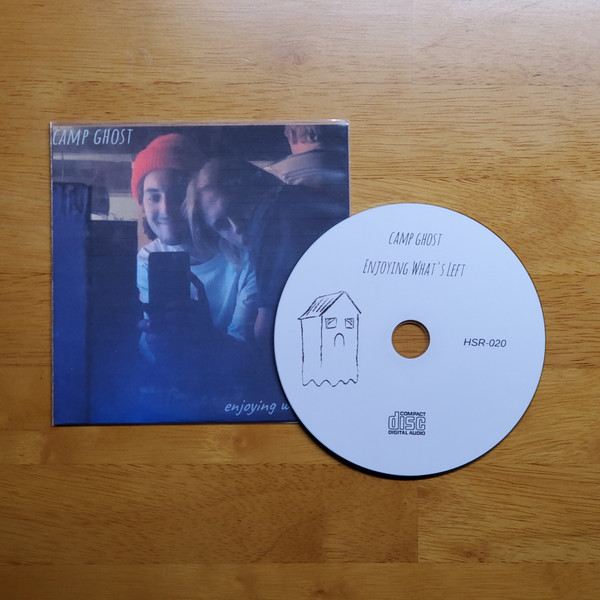 CAMP GHOST
enjoying w
CAMP GHOST
ENJOYING WHAT'S LEFT
HSR-020
COMPACT
disc
DIGITAL AUDIO